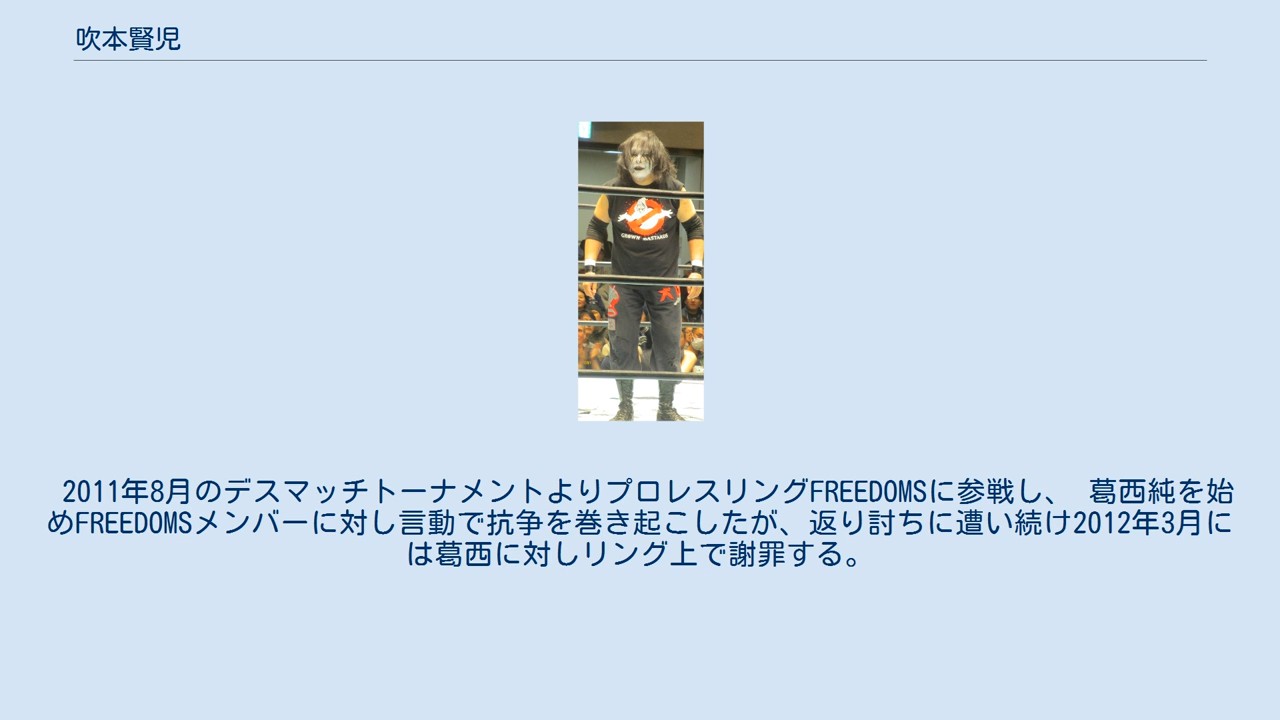 吹本賢児
2011年8月のデスマッチトーナメントよりプロレスリングFREEDOMSに参戦し、 葛西純を始
めFREEDOMSメンバーに対し言動で抗争を巻き起こしたが、返り討ちに遭い続け2012年3月に
は葛西に対しリング上で謝罪する。